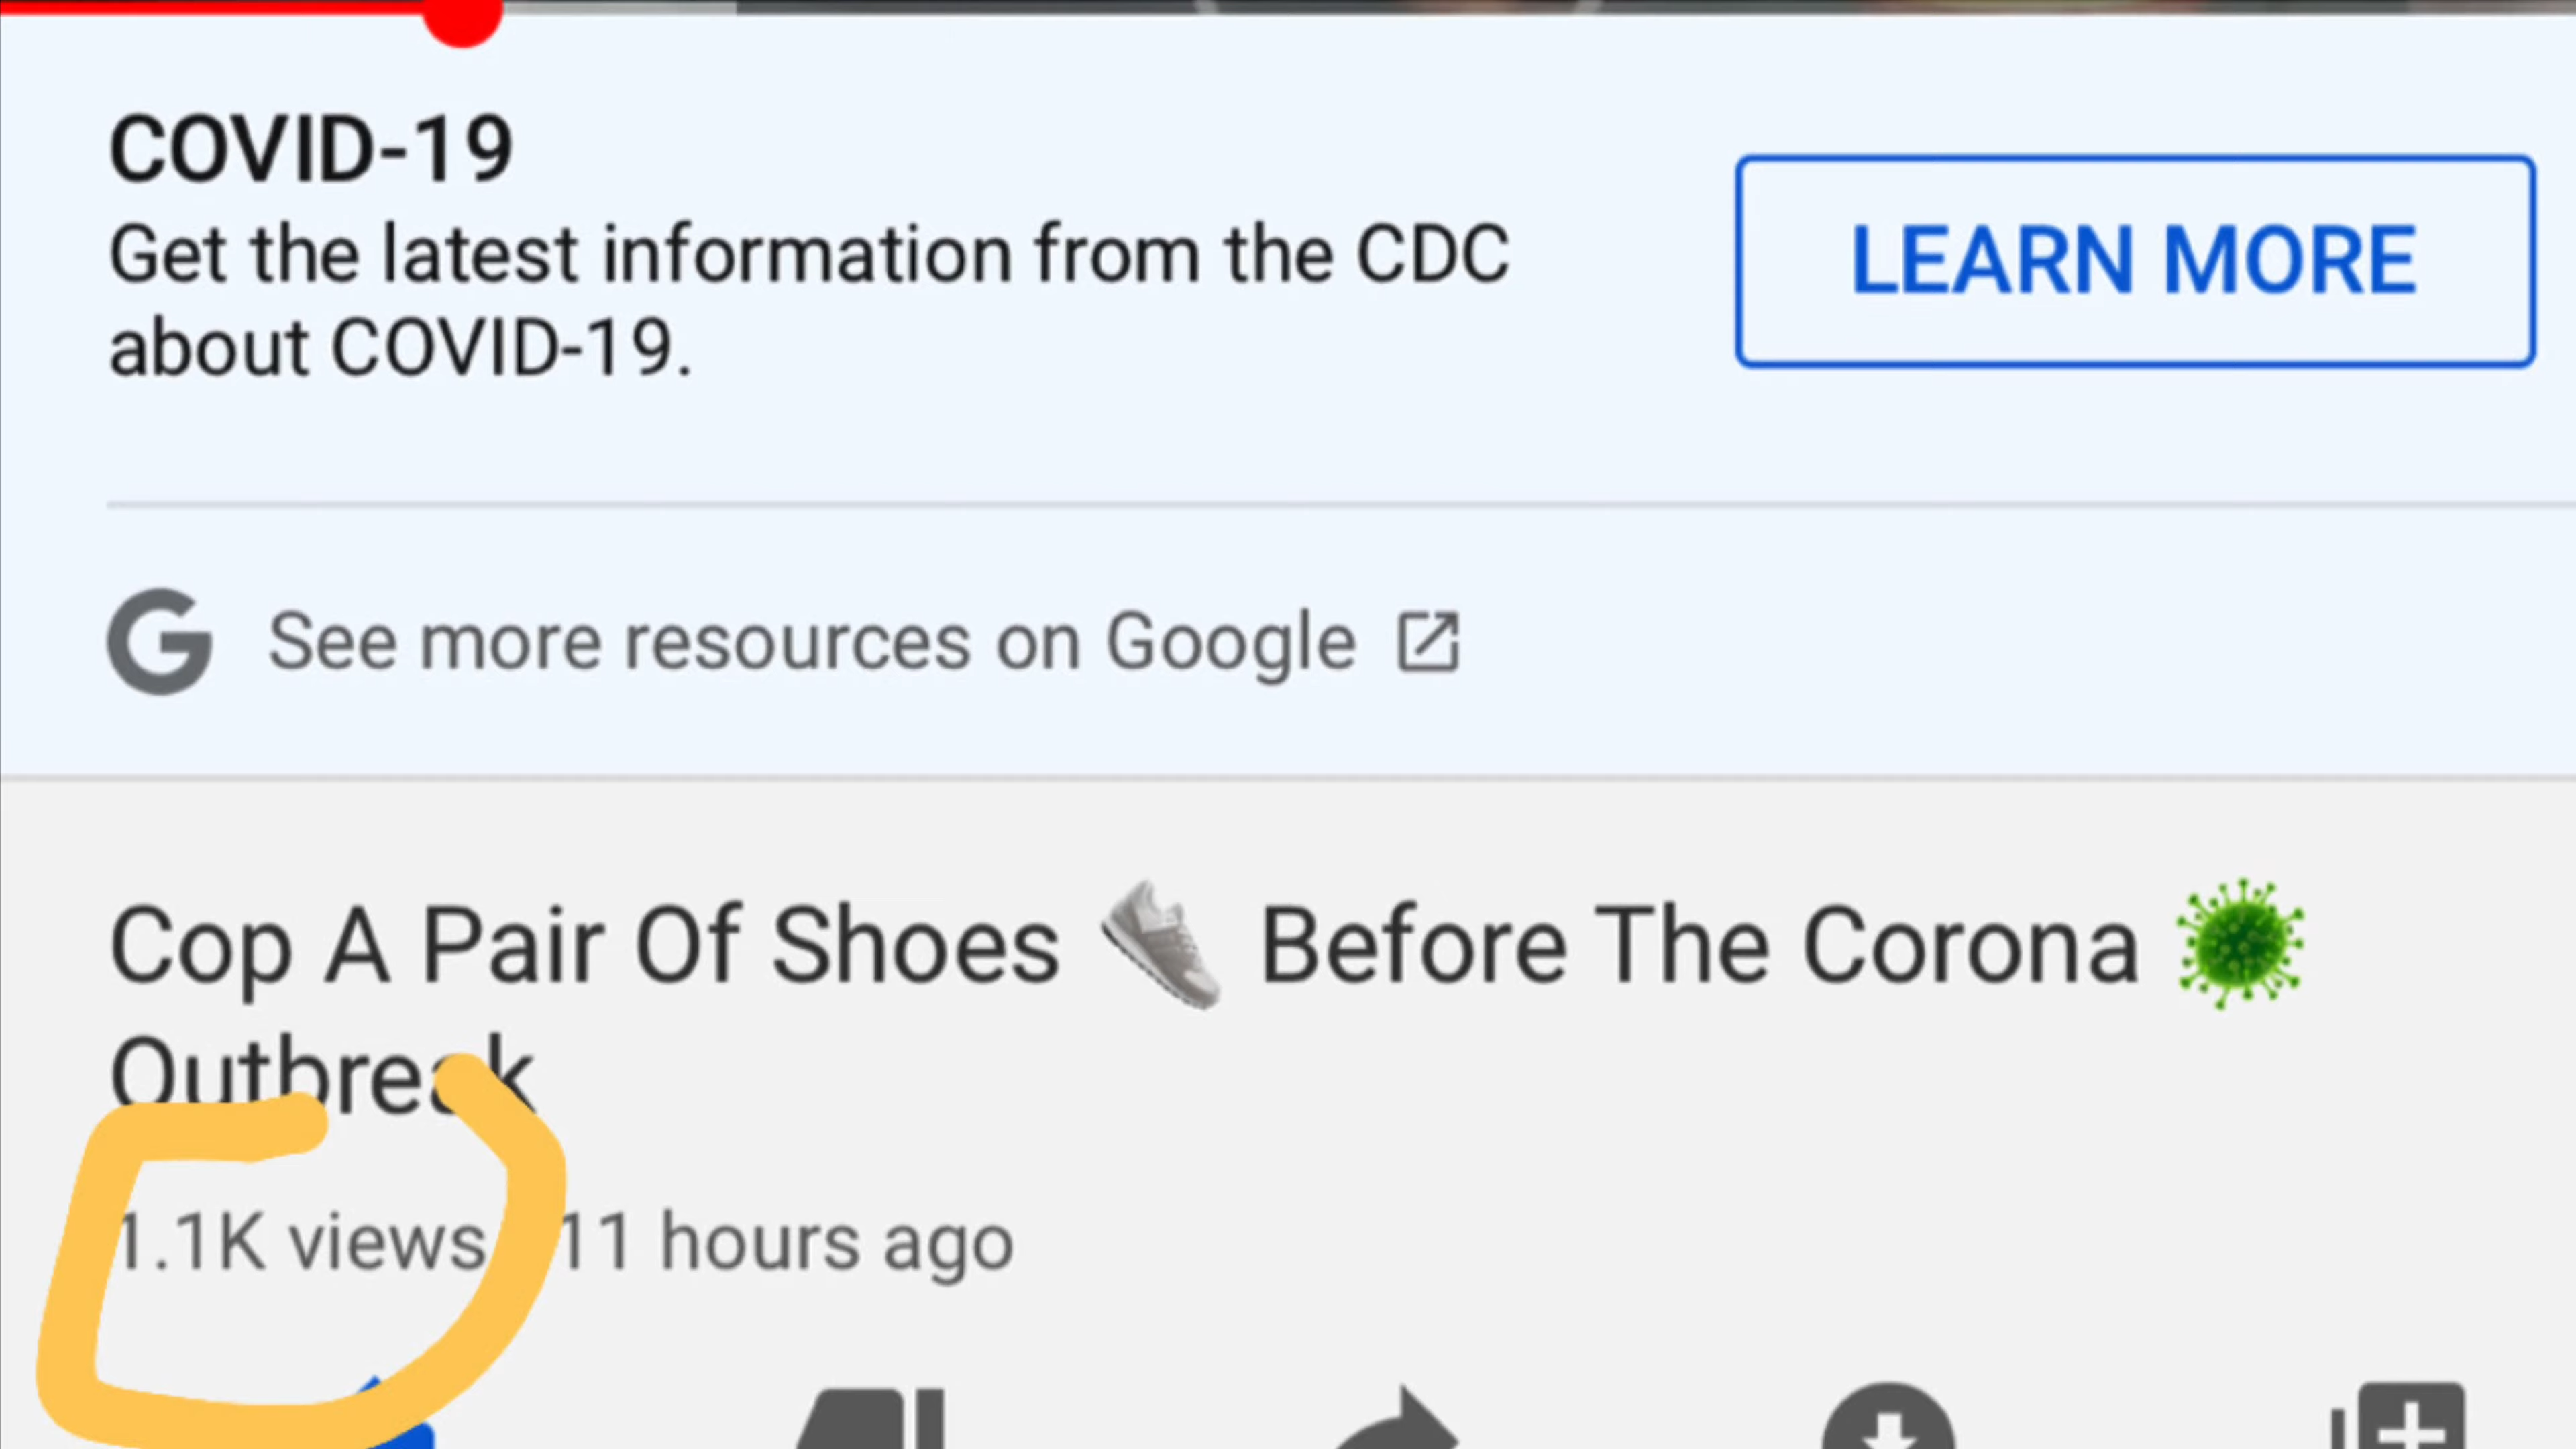 COVID-19
Get the latest information from the CDC
about COVID-19.
LEARN MORE
See more resources on Google
Cop A Pair Of Shoes 👟 Before The Corona 🦠
Outbreak
1.1K views 11 hours ago